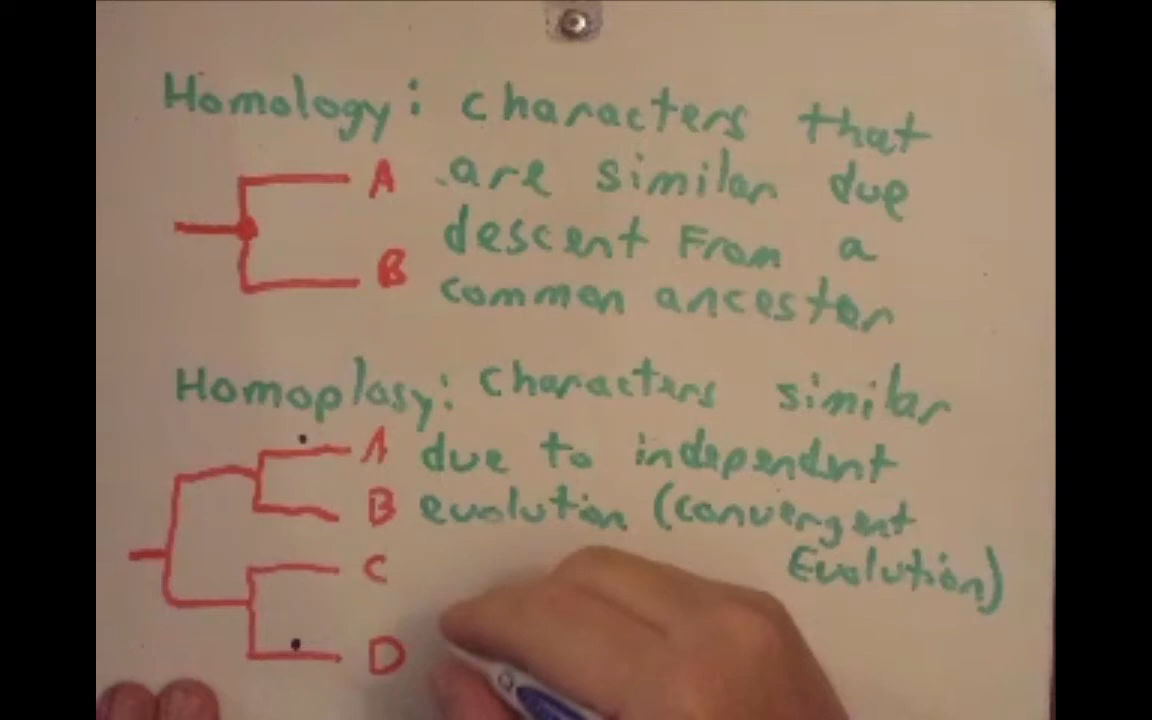 Homology: characters that
A are similar due
descent From a
B
common ancestor
Homoplasy: characters similar
A due to independent
B evolution (convergent
Evolution)
C
D